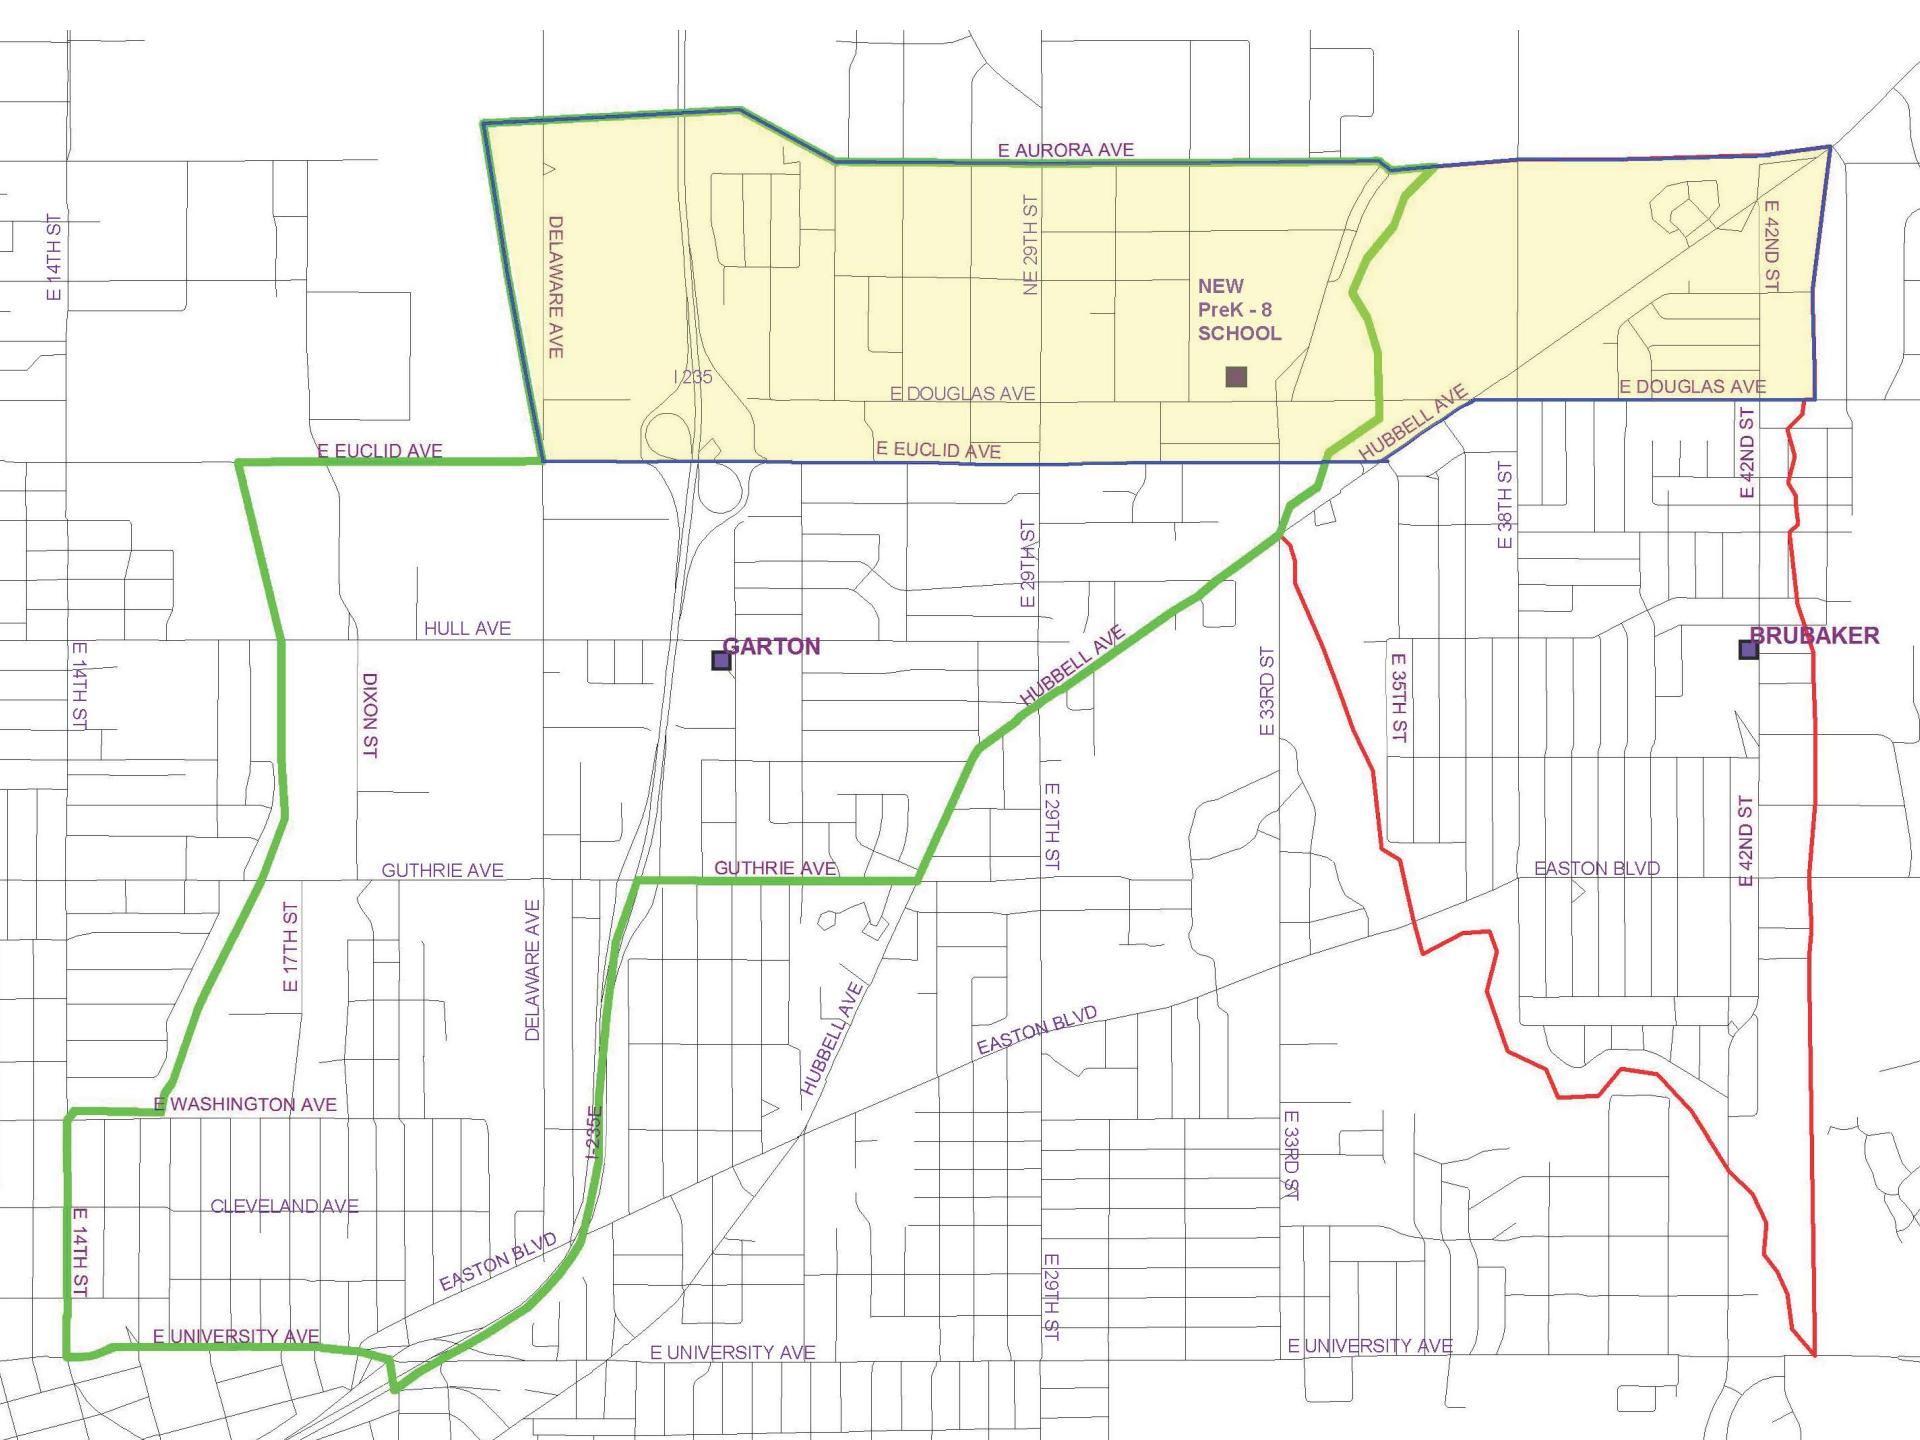 E AURORA AVE
E 14TH ST
DELAWARE AVE
NE 29TH ST
E 42ND ST
NEW
PreK - 8
SCHOOL
I 235
E DOUGLAS AVE
E DOUGLAS AVE
HUBBELL AVE
E EUCLID AVE
E EUCLID AVE
E 42ND ST
E 38TH ST
E 29TH ST
HULL AVE
GARTON
BRUBAKER
E 14TH ST
DIXON ST
HUBBELL AVE
E 33RD ST
E 35TH ST
E 29TH ST
E 42ND ST
GUTHRIE AVE
GUTHRIE AVE
EASTON BLVD
E 17TH ST
DELAWARE AVE
HUBBELL AVE
EASTON BLVD
E WASHINGTON AVE
I-235E
E 33RD ST
CLEVELAND AVE
E 14TH ST
EASTON BLVD
E 29TH ST
E UNIVERSITY AVE
E UNIVERSITY AVE
E UNIVERSITY AVE